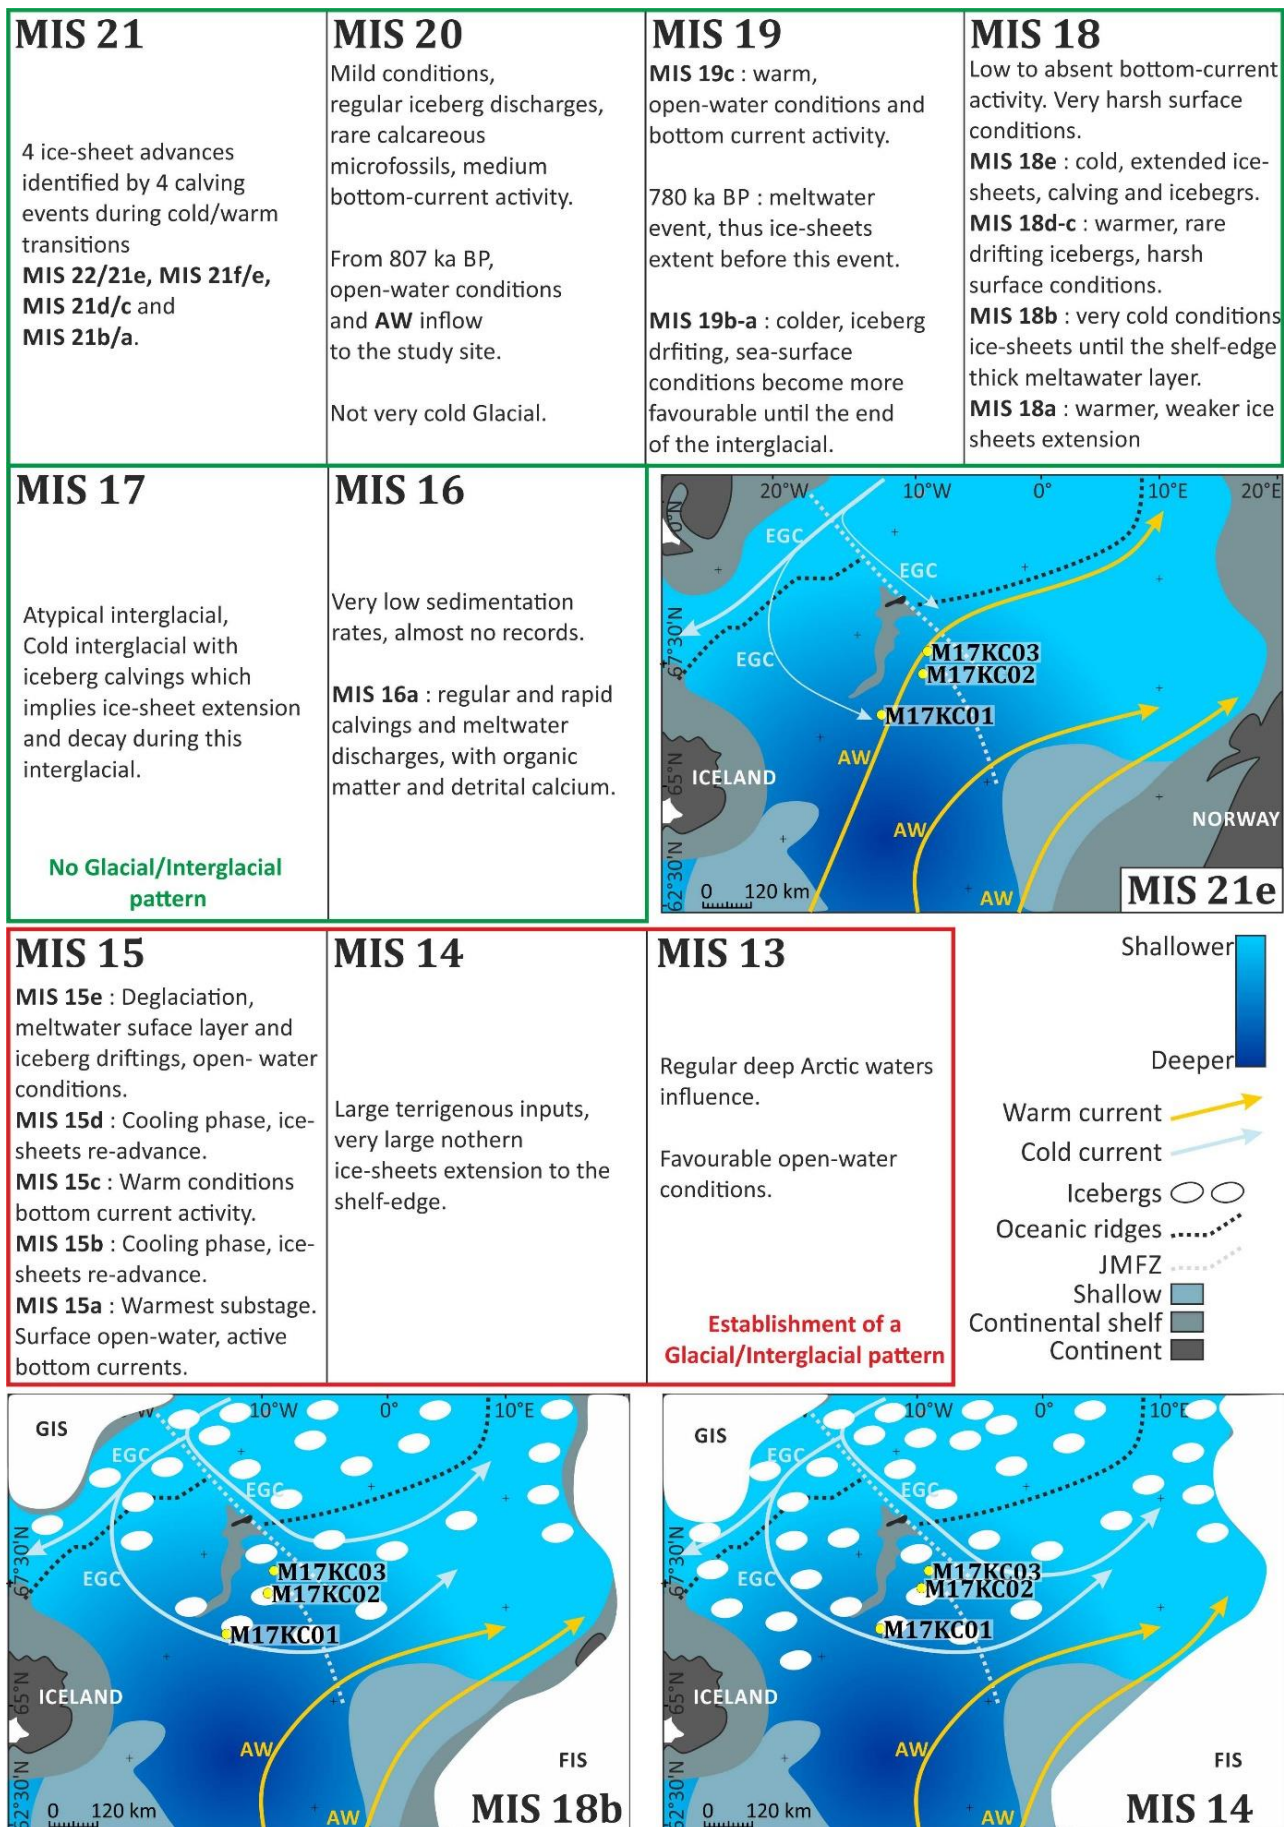 MIS 21
4 ice-sheet advances
identified by 4 calving
events during cold/warm
transitions
MIS 22/21e, MIS 21f/e,
MIS 21d/c and
MIS 21b/a.
MIS 20
Mild conditions,
regular iceberg discharges,
rare calcareous
microfossils, medium
bottom-current activity.
From 807 ka BP,
open-water conditions
and AW inflow
to the study site.
Not very cold Glacial.
MIS 19
MIS 19c : warm,
open-water conditions and
bottom current activity.
780 ka BP : meltwater
event, thus ice-sheets
extent before this event.
MIS 19b-a : colder, iceberg
drfiting, sea-surface
conditions become more
favourable until the end
of the interglacial.
MIS 18
Low to absent bottom-current
activity. Very harsh surface
conditions.
MIS 18e : cold, extended ice-
sheets, calving and icebegrs.
MIS 18d-c : warmer, rare
drifting icebergs, harsh
surface conditions.
MIS 18b : very cold conditions
ice-sheets until the shelf-edge
thick meltawater layer.
MIS 18a : warmer, weaker ice
sheets extension
MIS 17
Atypical interglacial,
Cold interglacial with
iceberg calvings which
implies ice-sheet extension
and decay during this
interglacial.
No Glacial/Interglacial
pattern
MIS 16
Very low sedimentation
rates, almost no records.
MIS 16a : regular and rapid
calvings and meltwater
discharges, with organic
matter and detrital calcium.
20°W
10°W
0°
10°E
20°E
EGC
EGC
EGC
67°30'N
M17KC03
M17KC02
M17KC01
AW
ICELAND
65°N
NORWAY
AW
62°30'N
0 120 km
AW
MIS 21e
MIS 15
MIS 15e : Deglaciation,
meltwater suface layer and
iceberg driftings, open- water
conditions.
MIS 15d : Cooling phase, ice-
sheets re-advance.
MIS 15c : Warm conditions
bottom current activity.
MIS 15b : Cooling phase, ice-
sheets re-advance.
MIS 15a : Warmest substage.
Surface open-water, active
bottom currents.
MIS 14
Large terrigenous inputs,
very large nothern
ice-sheets extension to the
shelf-edge.
MIS 13
Regular deep Arctic waters
influence.
Favourable open-water
conditions.
Establishment of a
Glacial/Interglacial pattern
Shallower
Deeper
Warm current
Cold current
Icebergs
Oceanic ridges
JMFZ
Shallow
Continental shelf
Continent
10°W
0°
10°E
GIS
EGC
EGC
67°30'N
EGC
M17KC03
M17KC02
M17KC01
ICELAND
65°N
AW
FIS
0 120 km
AW
MIS 18b
10°W
0°
10°E
GIS
EGC
EGC
67°30'N
EGC
M17KC03
M17KC02
M17KC01
ICELAND
65°N
AW
FIS
0 120 km
AW
MIS 14